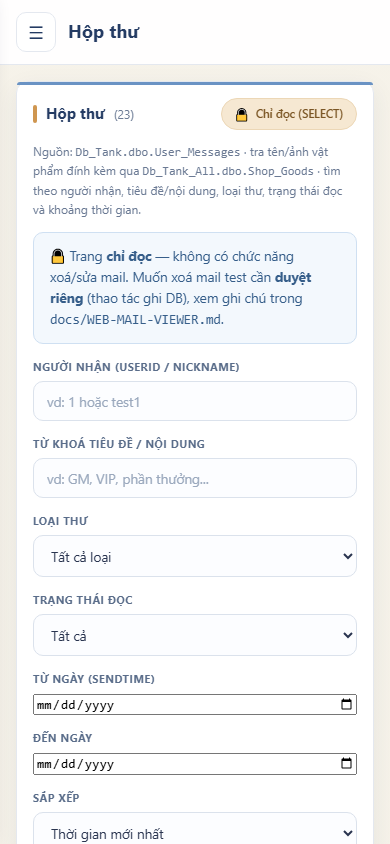 ☰ Hộp thư
Hộp thư (23)
🔒 Chỉ đọc (SELECT)
Nguồn: Db_Tank.dbo.User_Messages · tra tên/ảnh vật
phẩm đính kèm qua Db_Tank_All.dbo.Shop_Goods · tìm
theo người nhận, tiêu đề/nội dung, loại thư, trạng thái đọc
và khoảng thời gian.
🔒 Trang chỉ đọc — không có chức năng
xoá/sửa mail. Muốn xoá mail test cần duyệt
riêng (thao tác ghi DB), xem ghi chú trong
docs/WEB-MAIL-VIEWER.md.
NGƯỜI NHẬN (USERID / NICKNAME)
vd: 1 hoặc test1
TỪ KHOÁ TIÊU ĐỀ / NỘI DUNG
vd: GM, VIP, phần thưởng...
LOẠI THƯ
Tất cả loại
TRẠNG THÁI ĐỌC
Tất cả
TỪ NGÀY (SENDTIME)
mm/dd/yyyy
ĐẾN NGÀY
mm/dd/yyyy
SẮP XẾP
Thời gian mới nhất